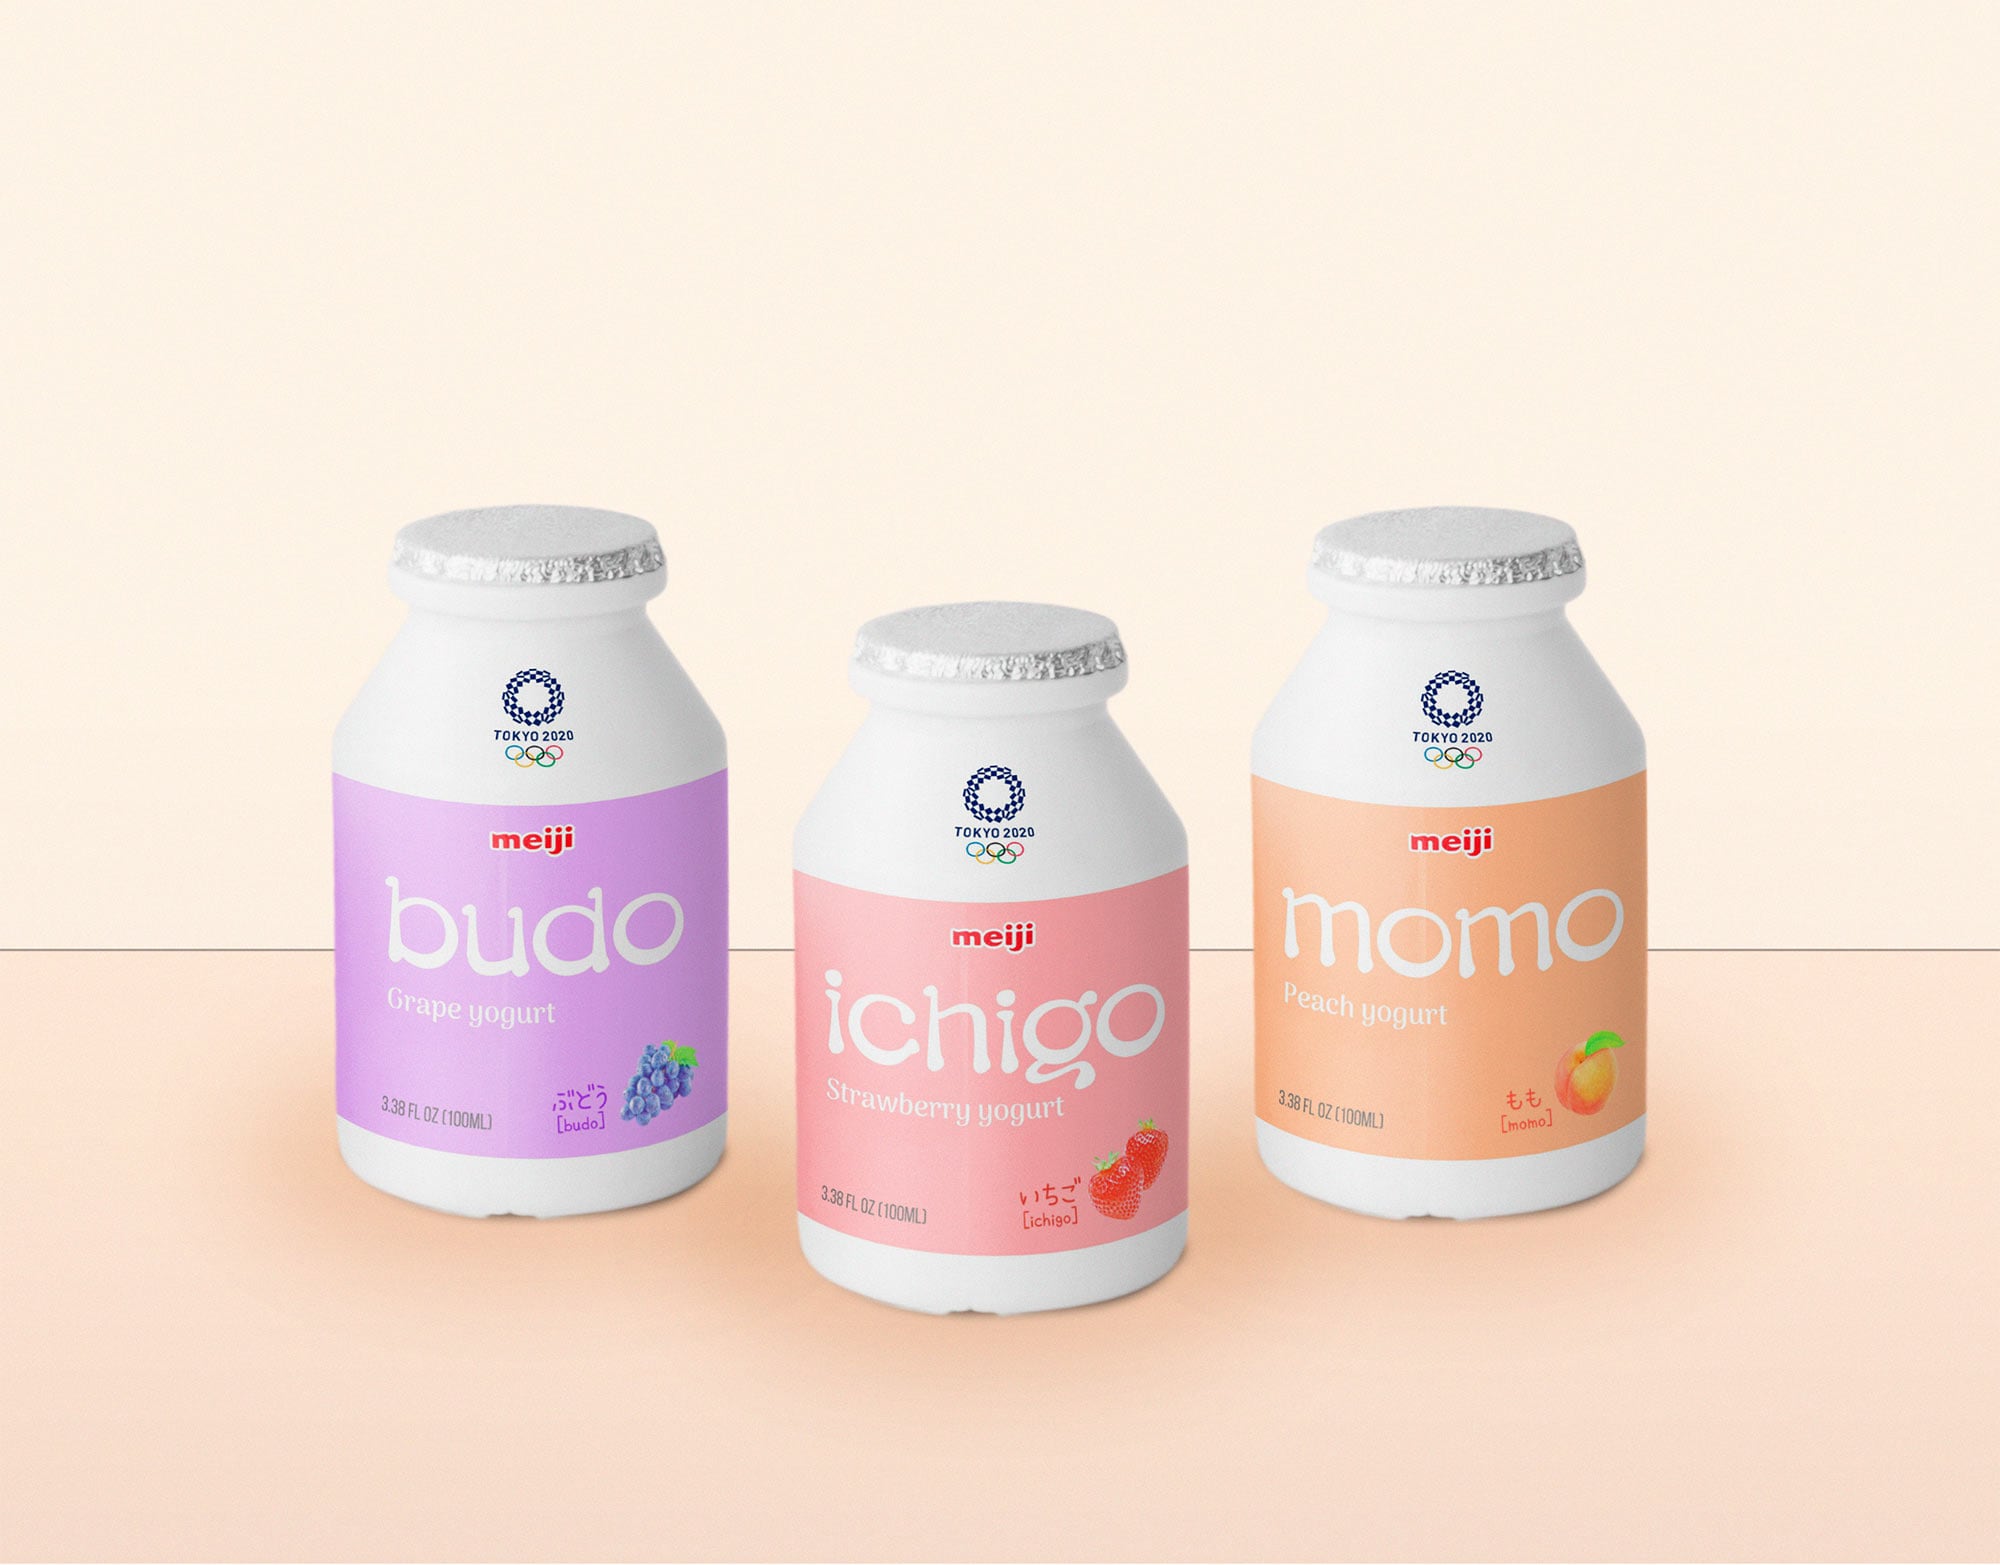 TOKYO 2020
meiji
budo
Grape yogurt
3.38 FL OZ (100ML)
ぶどう
[budo]
TOKYO 2020
meiji
ichigo
Strawberry yogurt
3.38 FL OZ (100ML)
いちご
[ichigo]
TOKYO 2020
meiji
momo
Peach yogurt
3.38 FL OZ (100ML)
もも
[momo]